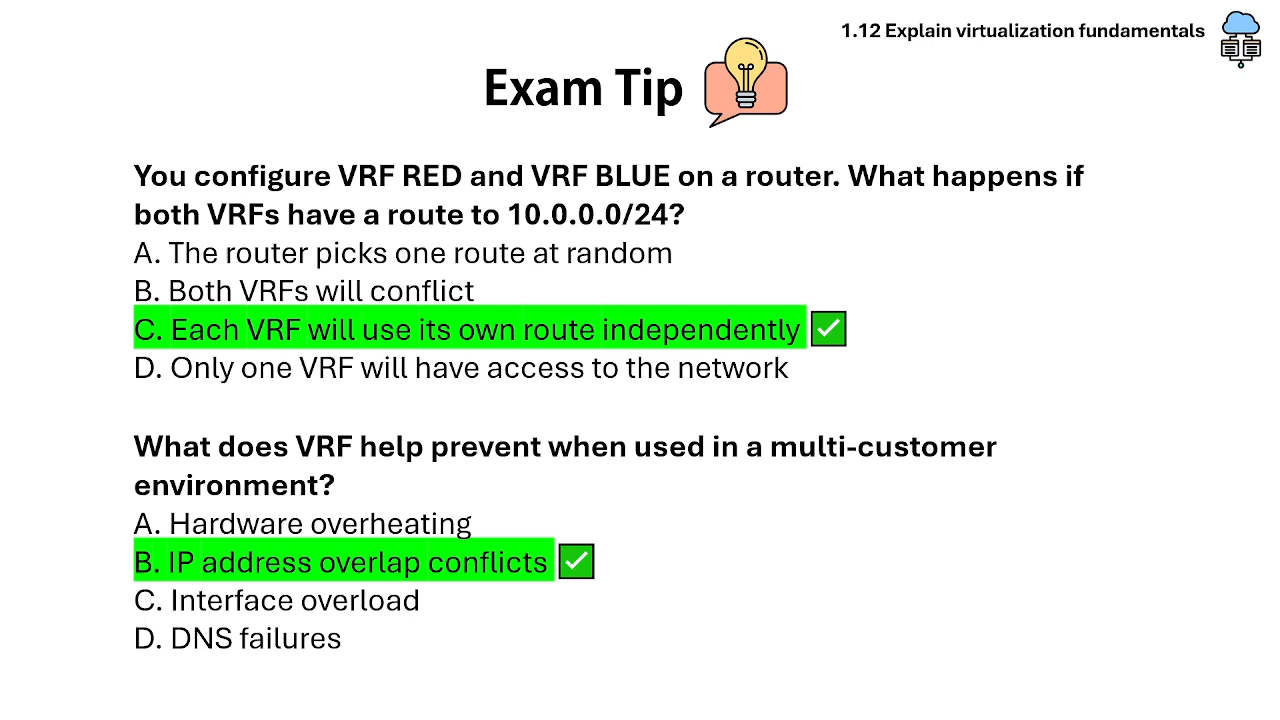 1.12 Explain virtualization fundamentals
Exam Tip
You configure VRF RED and VRF BLUE on a router. What happens if
both VRFs have a route to 10.0.0.0/24?
A. The router picks one route at random
B. Both VRFs will conflict
C. Each VRF will use its own route independently
D. Only one VRF will have access to the network
What does VRF help prevent when used in a multi-customer
environment?
A. Hardware overheating
B. IP address overlap conflicts
C. Interface overload
D. DNS failures